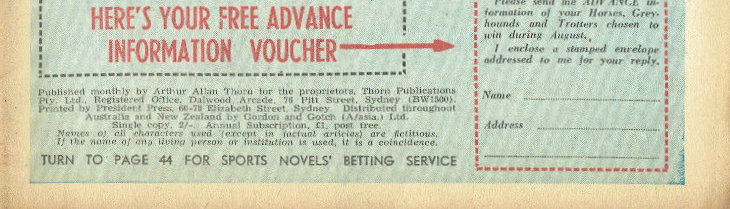 HERE'S YOUR FREE ADVANCE
INFORMATION VOUCHER
Please send me ADVANCE in-
formation of your Horses, Grey-
hounds and Trotters chosen to
win during August.
I enclose a stamped envelope
addressed to me for your reply.
Name
Address
Published monthly by Arthur Allan Thorn for the proprietors, Thorn Publications
Pty. Ltd., Registered Office, Dalwood Arcade, 76 Pitt Street, Sydney (BW1500).
Printed by President Press, 66-78 Elizabeth Street, Sydney. Distributed throughout
Australia and New Zealand by Gordon and Gotch (A/asia.) Ltd.
Single copy, 2/-. Annual Subscription, £1, post free.
Names of all characters used (except in factual articles) are fictitious.
If the name of any living person or institution is used, it is a coincidence.
TURN TO PAGE 44 FOR SPORTS NOVELS' BETTING SERVICE